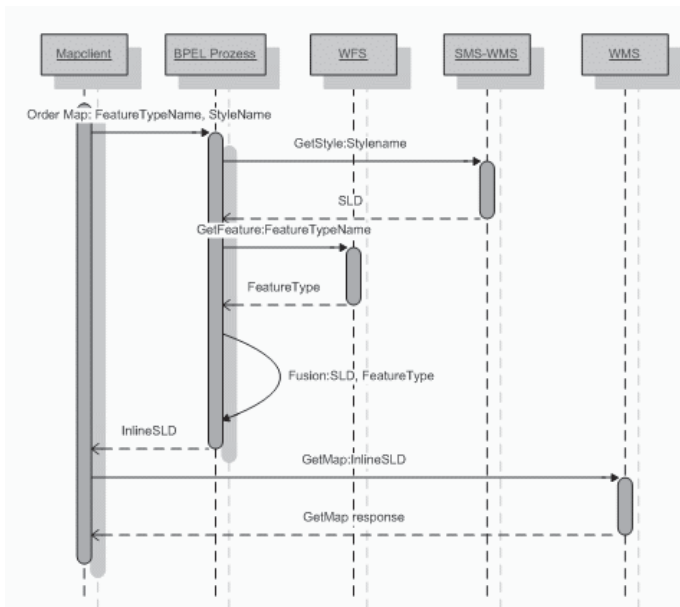 Mapclient
BPEL Prozess
WFS
SMS-WMS
WMS
Order Map: FeatureTypeName, StyleName
GetStyle:Stylename
SLD
GetFeature:FeatureTypeName
FeatureType
Fusion:SLD, FeatureType
InlineSLD
GetMap:InlineSLD
GetMap response